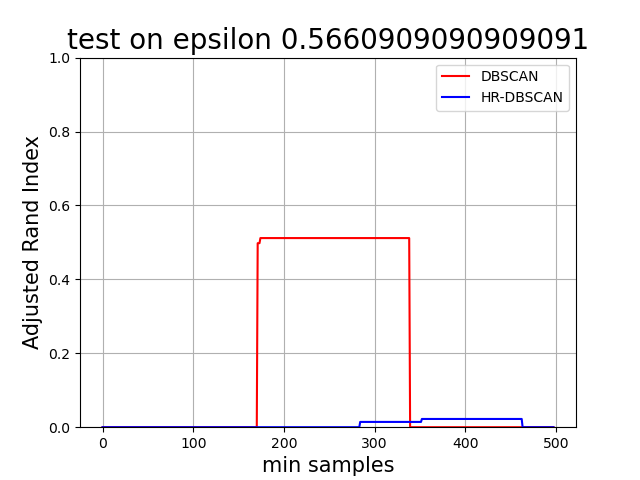 test on epsilon 0.5660909090909091
DBSCAN
HR-DBSCAN
Adjusted Rand Index
1.0
0.8
0.6
0.4
0.2
0.0
0 100 200 300 400 500
min samples